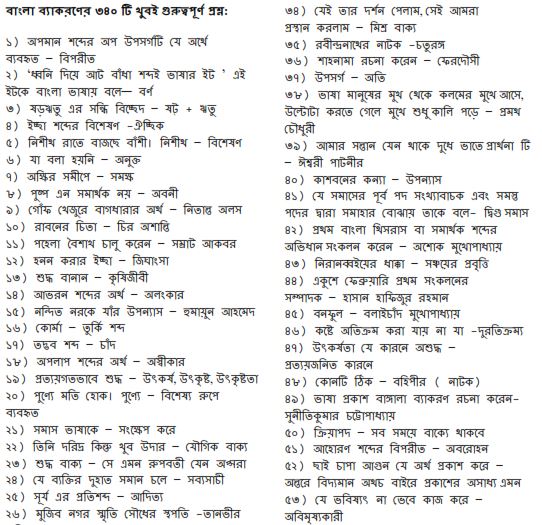 বাংলা ব্যাকরণের ৩৪০ টি খুবই গুরুত্বপূর্ণ প্রশ্ন:
১) অপমান শব্দের অপ উপসর্গটি যে অর্থে
ব্যবহৃত – বিপরীত
২) 'ধ্বনি দিয়ে আট বাঁধা শব্দই ভাষার ইট ' এই
ইটকে বাংলা ভাষায় বলে— বর্ণ
৩) ষড়ঋতু এর সন্ধি বিচ্ছেদ – ষট + ঋতু
৪) ইচ্ছা শব্দের বিশেষণ -ঐচ্ছিক
৫) নিশীথ রাতে বাজছে বাঁশী। নিশীথ – বিশেষণ
৬) যা বলা হয়নি – অনুক্ত
৭) অক্ষির সমীপে – সমক্ষ
৮) পুষ্প এন সমার্থক নয় – অবনী
৯) গোঁফ খেজুরে বাগধারার অর্থ – নিতান্ত অলস
১০) রাবনের চিতা – চির অশান্তি
১১) পহেলা বৈশাখ চালু করেন – সম্রাট আকবর
১২) হনন করার ইচ্ছা – জিঘাংসা
১৩) শুদ্ধ বানান – কৃষিজীবী
১৪) আভরন শব্দের অর্থ – অলংকার
১৫) নন্দিত নরকে যাঁর উপন্যাস – হুমায়ূন আহমেদ
১৬) কোর্মা – তুর্কি শব্দ
১৭) তদ্ভব শব্দ – চাঁদ
১৮) অপলাপ শব্দের অর্থ – অস্বীকার
১৯) প্রত্যয়গতভাবে শুদ্ধ – উৎকর্ষ, উৎকৃষ্ট, উৎকৃষ্টতা
২০) পুণ্যে মতি হোক। পুণ্যে – বিশেষ্য রুপে
ব্যবহৃত
২১) সমাস ভাষাকে – সংক্ষেপ করে
২২) তিনি দরিদ্র কিন্তু খুব উদার – যৌগিক বাক্য
২৩) শুদ্ধ বাক্য – সে এমন রুপবতী যেন অপ্সরা
২৪) যে ব্যক্তির দুহাত সমান চলে – সব্যসাচী
২৫) সূর্য এর প্রতিশব্দ – আদিত্য
২৬) মুজিব নগর স্মৃতি সৌধের স্থপতি -তানভীর
৩৪) যেই তার দর্শন পেলাম, সেই আমরা
প্রস্থান করলাম – মিশ্র বাক্য
৩৫) রবীন্দ্রনাথের নাটক -চতুরঙ্গ
৩৬) শাহনামা রচনা করেন – ফেরদৌসী
৩৭) উপসর্গ – অতি
৩৮) ভাষা মানুষের মুখ থেকে কলমের মুখে আসে,
উল্টোটা করতে গেলে মুখে শুধু কালি পড়ে – প্রমথ
চৌধুরী
৩৯) আমার সন্তান যেন থাকে দুধে ভাতে প্রার্থনা টি
– ঈশ্বরী পাটনীর
৪০) কাশবনের কন্যা – উপন্যাস
৪১) যে সমাসের পূর্ব পদ সংখ্যাবাচক এবং সমস্ত
পদের দ্বারা সমাহার বোঝায় তাকে বলে- দ্বিগু সমাস
৪২) প্রথম বাংলা থিসরাস বা সমার্থক শব্দের
অভিধান সংকলন করেন – অশোক মুখোপাধ্যায়
৪৩) নিরানব্বইয়ের ধাক্কা – সঞ্চয়ের প্রবৃত্তি
৪৪) একুশে ফেব্রুয়ারি প্রথম সংকলনের
সম্পাদক – হাসান হাফিজুর রহমান
৪৫) বনফুল – বলাইচাঁদ মুখোপাধ্যায়
৪৬) কষ্টে অতিক্রম করা যায় না যা -দূরতিক্রম্য
৪৭) উৎকর্ষতা যে কারনে অশুদ্ধ –
প্রত্যয়জনিত কারনে
৪৮) কোনটি ঠিক – বহিপীর ( নাটক)
৪৯) ভাষা প্রকাশ বাঙ্গালা ব্যাকরণ রচনা করেন-
সুনীতিকুমার চট্টোপাধ্যায়
৫০) ক্রিয়াপদ – সব সময়ে বাক্যে থাকবে
৫১) আহোরণ শব্দের বিপরীত – অবরোহন
৫২) ছাই চাপা আগুন যে অর্থ প্রকাশ করে –
অন্তরে বিদ্যমান অথচ বাইরে প্রকাশের অসাধ্য এমন
৫৩) যে ভবিষ্যৎ না ভেবে কাজ করে –
অবিমৃষ্যকারী